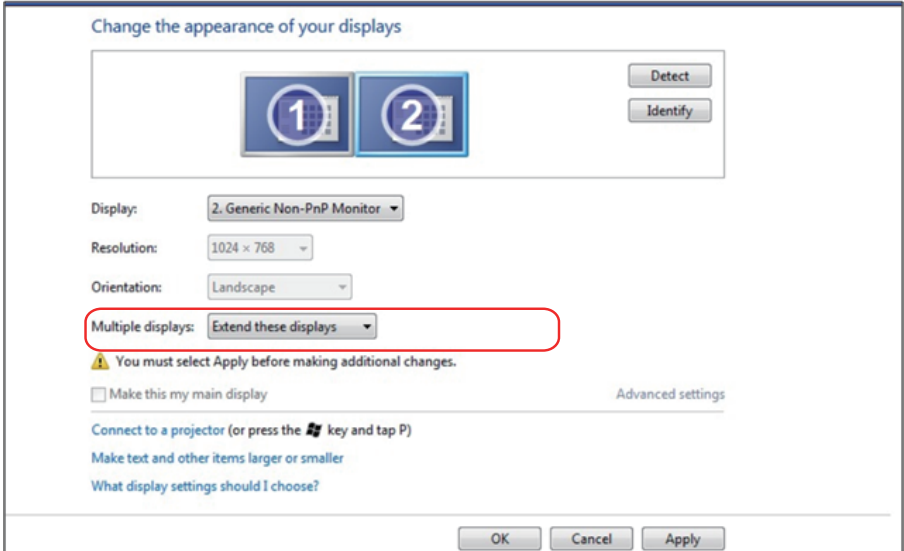 Change the appearance of your displays
1
2
Detect
Identify
Display:
2. Generic Non-PnP Monitor
Resolution:
1024 × 768
Orientation:
Landscape
Multiple displays:
Extend these displays
You must select Apply before making additional changes.
Make this my main display
Advanced settings
Connect to a projector (or press the key and tap P)
Make text and other items larger or smaller
What display settings should I choose?
OK
Cancel
Apply